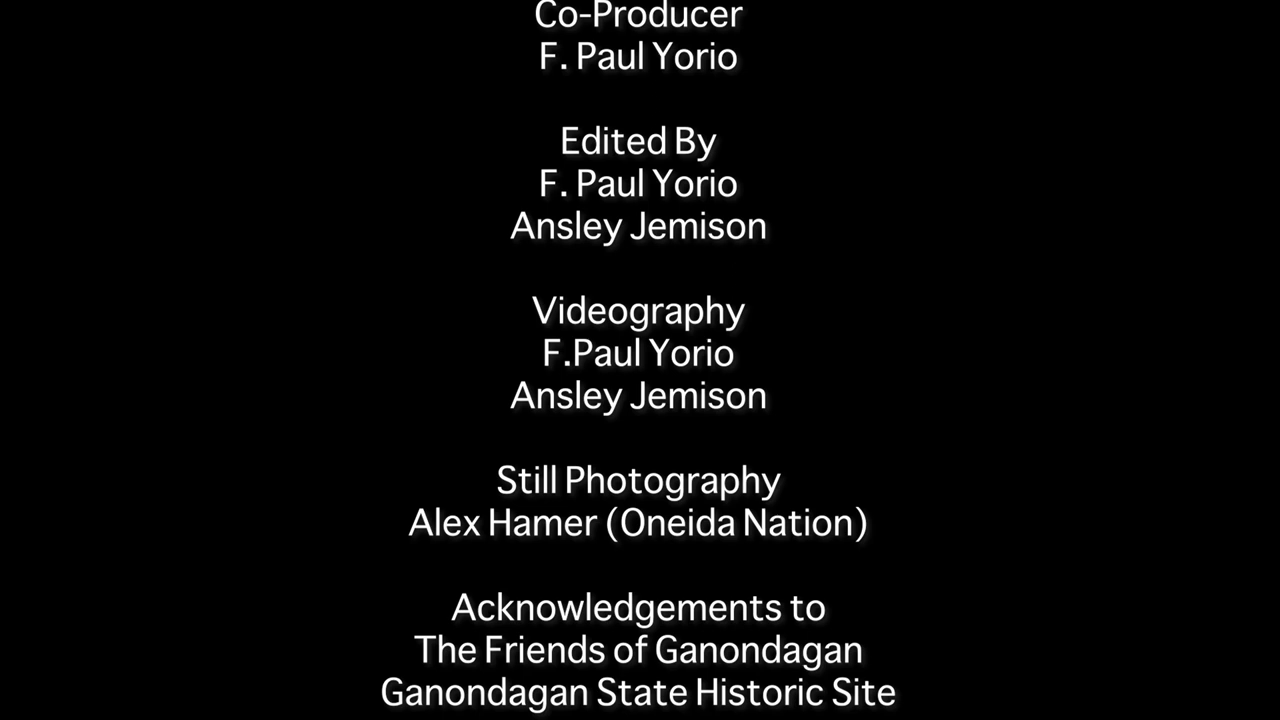 Co-Producer
F. Paul Yorio
Edited By
F. Paul Yorio
Ansley Jemison
Videography
F.Paul Yorio
Ansley Jemison
Still Photography
Alex Hamer (Oneida Nation)
Acknowledgements to
The Friends of Ganondagan
Ganondagan State Historic Site